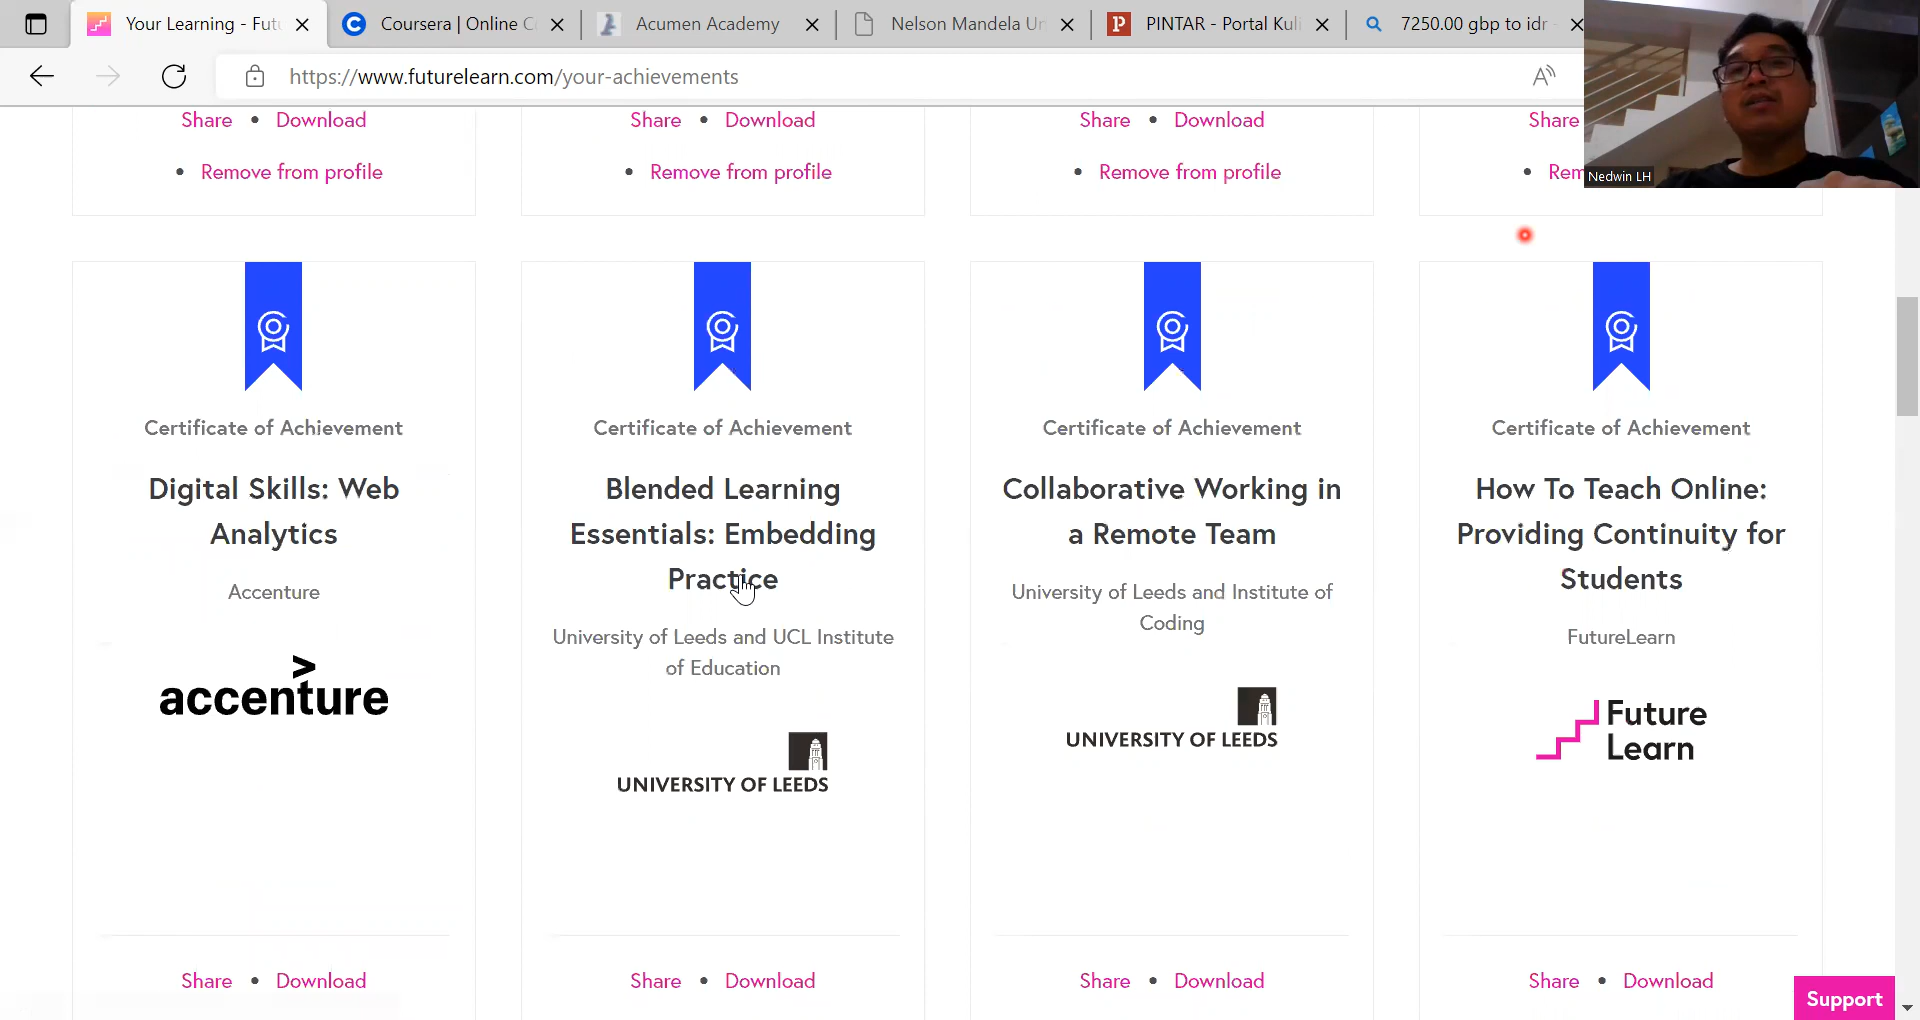 Your Learning - Futu
Coursera | Online C
Acumen Academy
Nelson Mandela Un
PINTAR - Portal Kuli
7250.00 gbp to idr -
https://www.futurelearn.com/your-achievements
Nedwin LH
Share • Download
Share • Download
Share • Download
Share
• Remove from profile
• Remove from profile
• Remove from profile
• Rem
Certificate of Achievement
Digital Skills: Web
Analytics
Accenture
accenture
Share • Download
Certificate of Achievement
Blended Learning
Essentials: Embedding
Practice
University of Leeds and UCL Institute
of Education
UNIVERSITY OF LEEDS
Share • Download
Certificate of Achievement
Collaborative Working in
a Remote Team
University of Leeds and Institute of
Coding
UNIVERSITY OF LEEDS
Share • Download
Certificate of Achievement
How To Teach Online:
Providing Continuity for
Students
FutureLearn
Future
Learn
Share • Download
Support